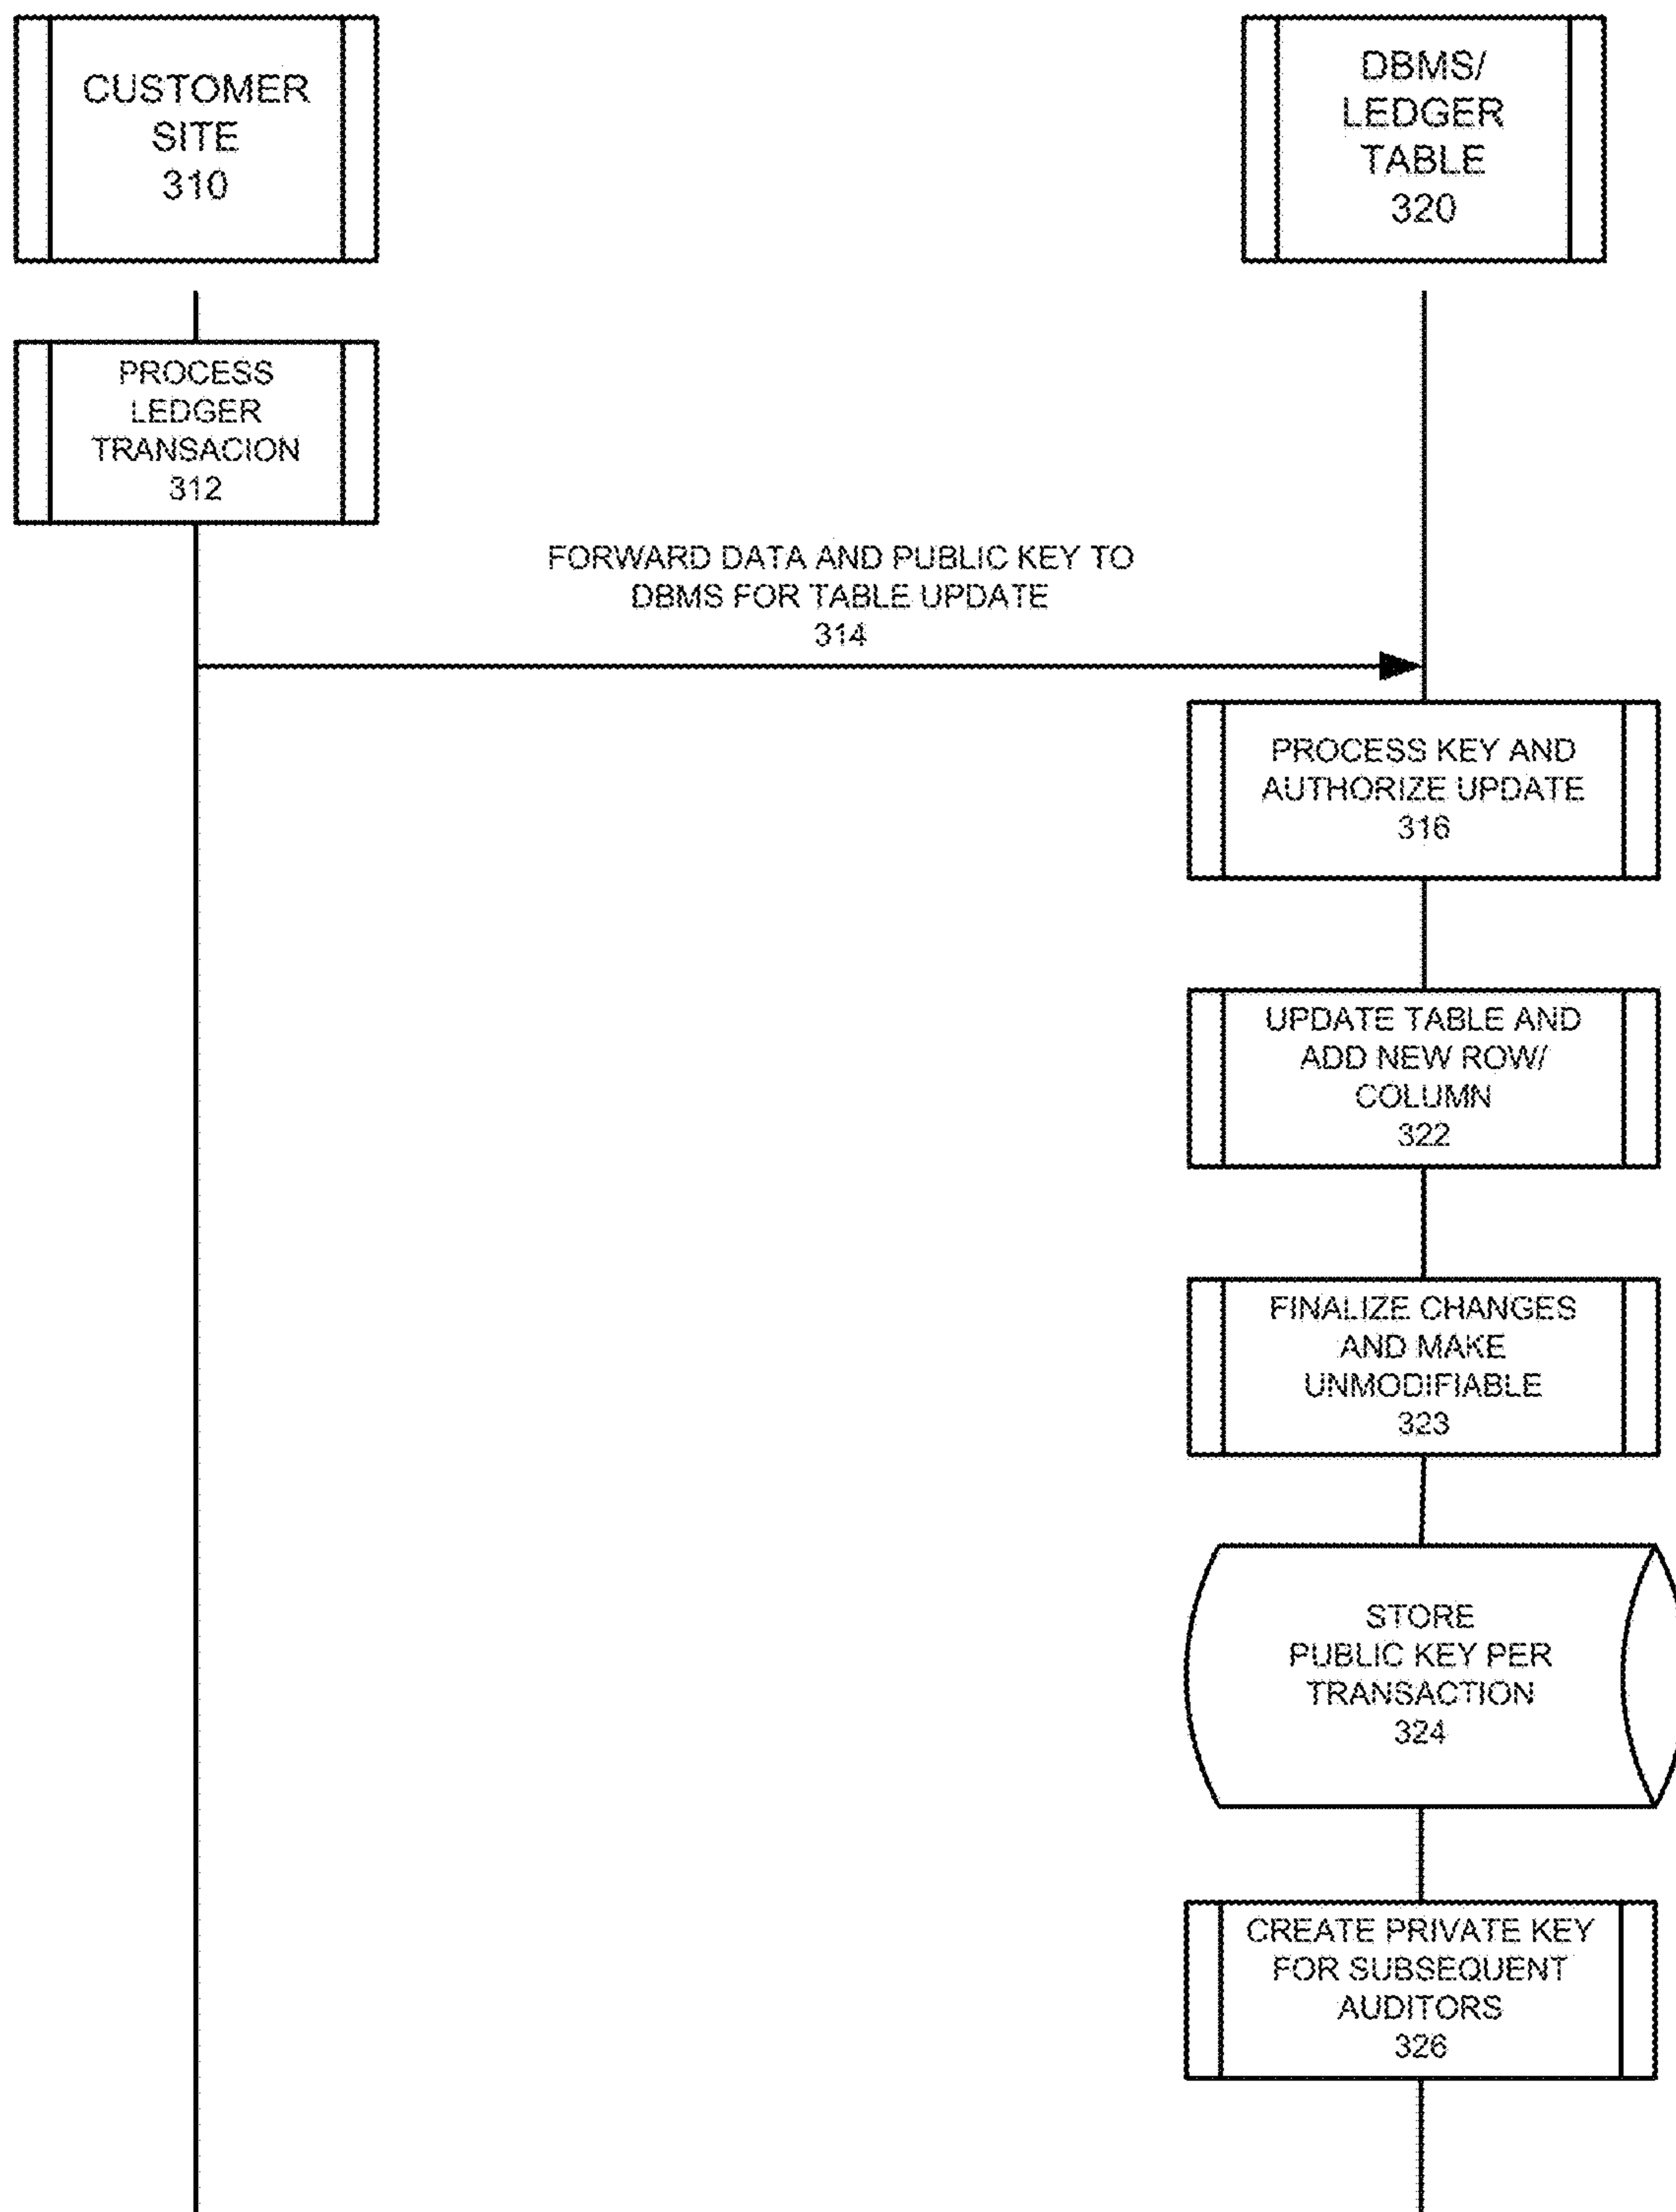 CUSTOMER
SITE
310
DBMS/
LEDGER
TABLE
320
PROCESS
LEDGER
TRANSACION
312
FORWARD DATA AND PUBLIC KEY TO
DBMS FOR TABLE UPDATE
314
PROCESS KEY AND
AUTHORIZE UPDATE
316
UPDATE TABLE AND
ADD NEW ROW/
COLUMN
322
FINALIZE CHANGES
AND MAKE
UNMODIFIABLE
323
STORE
PUBLIC KEY PER
TRANSACTION
324
CREATE PRIVATE KEY
FOR SUBSEQUENT
AUDITORS
326